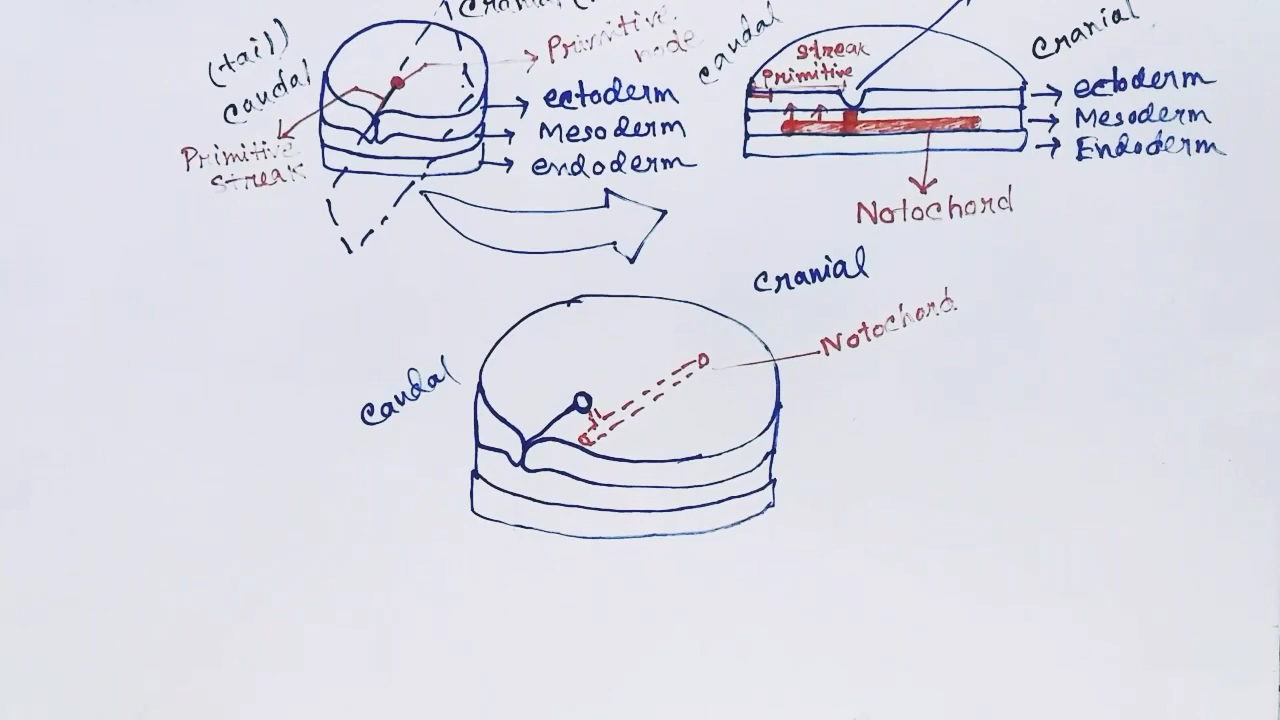 Cranial
(tail)
caudal
Primitive
node
ectoderm
Mesoderm
endoderm
Primitive
streak
caudal
Cranial
streak
primitive
ectoderm
Mesoderm
Endoderm
Notochord
Cranial
Caudal
Notochord